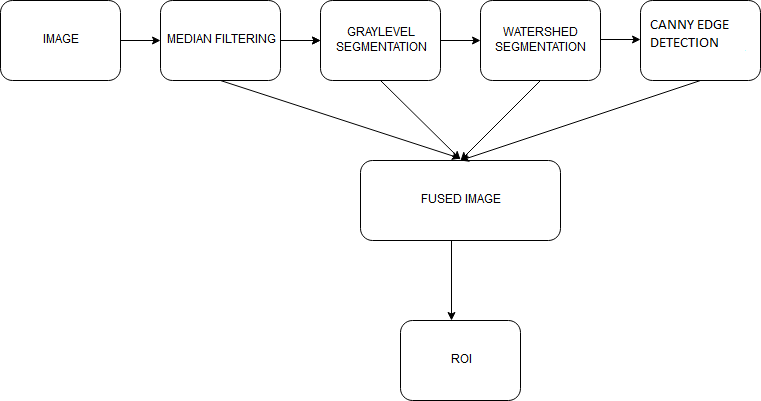 IMAGE
MEDIAN FILTERING
GRAYLEVEL
SEGMENTATION
WATERSHED
SEGMENTATION
CANNY EDGE
DETECTION
FUSED IMAGE
ROI